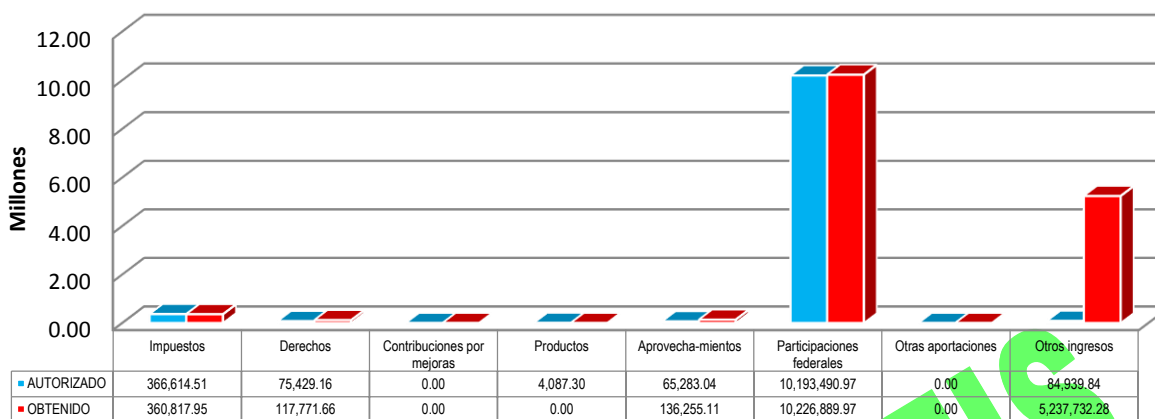 12.00
10.00
8.00
6.00
4.00
2.00
0.00
Millones
Impuestos Derechos Contribuciones por mejoras Productos Aprovecha-mientos Participaciones federales Otras aportaciones Otros ingresos
AUTORIZADO 366,614.51 75,429.16 0.00 4,087.30 65,283.04 10,193,490.97 0.00 84,939.84
OBTENIDO 360,817.95 117,771.66 0.00 0.00 136,255.11 10,226,889.97 0.00 5,237,732.28